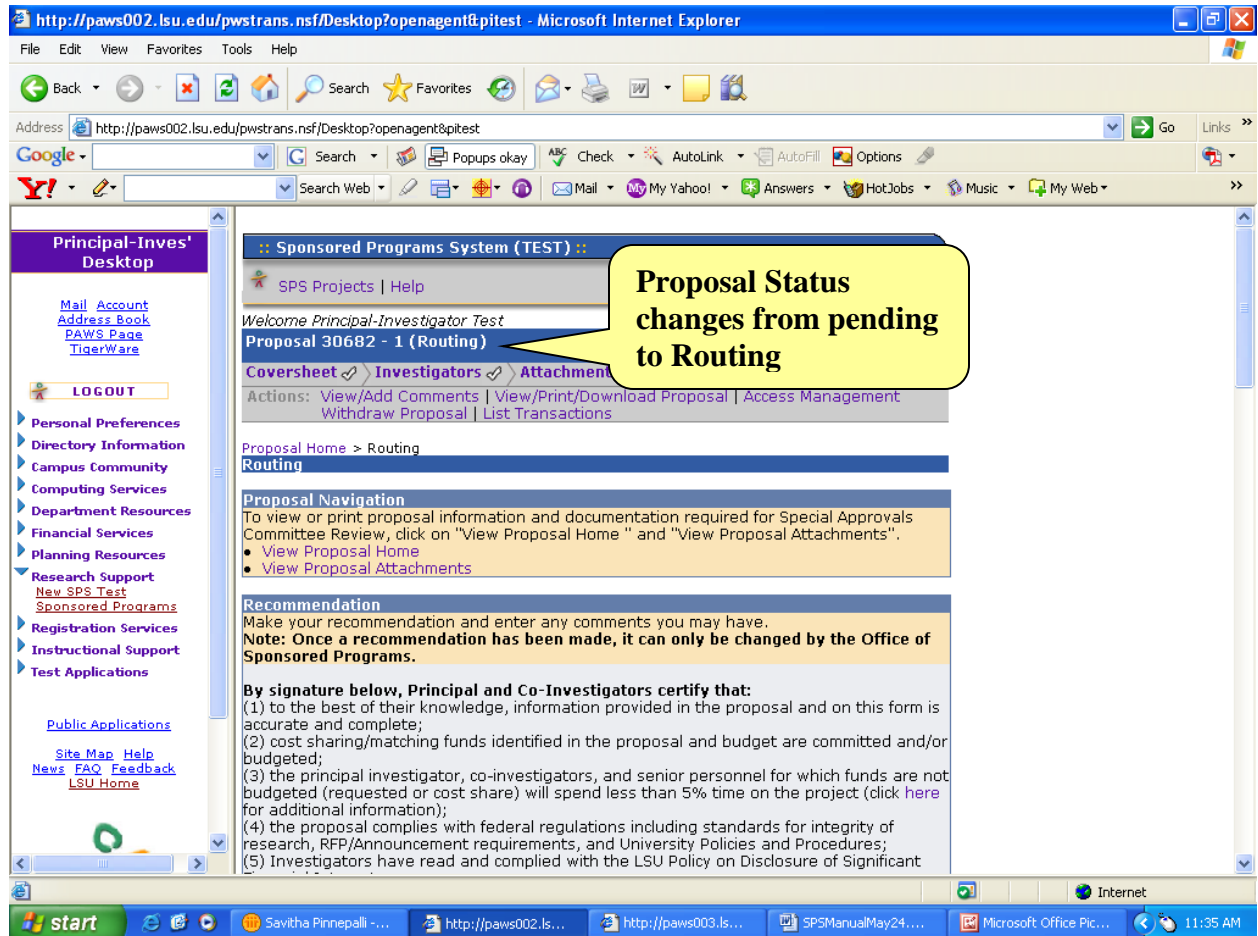 http://paws002.lsu.edu/pwstrans.nsf/Desktop?openagent&pitest - Microsoft Internet Explorer
File Edit View Favorites Tools Help
Back Search Favorites
Address http://paws002.lsu.edu/pwstrans.nsf/Desktop?openagent&pitest Go Links »
Google Search Popups okay ABC Check AutoLink AutoFill Options
Y! Search Web Mail My My Yahoo! Answers HotJobs Music My Web »
Principal-Inves'
Desktop
Mail Account
Address Book
PAWS Page
TigerWare
LOGOUT
Personal Preferences
Directory Information
Campus Community
Computing Services
Department Resources
Financial Services
Planning Resources
Research Support
New SPS Test
Sponsored Programs
Registration Services
Instructional Support
Test Applications
Public Applications
Site Map Help
News FAQ Feedback
LSU Home
:: Sponsored Programs System (TEST) ::
SPS Projects | Help
Welcome Principal-Investigator Test
Proposal 30682 - 1 (Routing)
Coversheet Investigators Attachment
Actions: View/Add Comments | View/Print/Download Proposal | Access Management
Withdraw Proposal | List Transactions
Proposal Status
changes from pending
to Routing
Proposal Home > Routing
Routing
Proposal Navigation
To view or print proposal information and documentation required for Special Approvals
Committee Review, click on "View Proposal Home " and "View Proposal Attachments".
• View Proposal Home
• View Proposal Attachments
Recommendation
Make your recommendation and enter any comments you may have.
Note: Once a recommendation has been made, it can only be changed by the Office of
Sponsored Programs.
By signature below, Principal and Co-Investigators certify that:
(1) to the best of their knowledge, information provided in the proposal and on this form is
accurate and complete;
(2) cost sharing/matching funds identified in the proposal and budget are committed and/or
budgeted;
(3) the principal investigator, co-investigators, and senior personnel for which funds are not
budgeted (requested or cost share) will spend less than 5% time on the project (click here
for additional information);
(4) the proposal complies with federal regulations including standards for integrity of
research, RFP/Announcement requirements, and University Policies and Procedures;
(5) Investigators have read and complied with the LSU Policy on Disclosure of Significant
Internet
start Savitha Pinnepalli -... http://paws002.ls... http://paws003.ls... SPSManualMay24.... Microsoft Office Pic... 11:35 AM